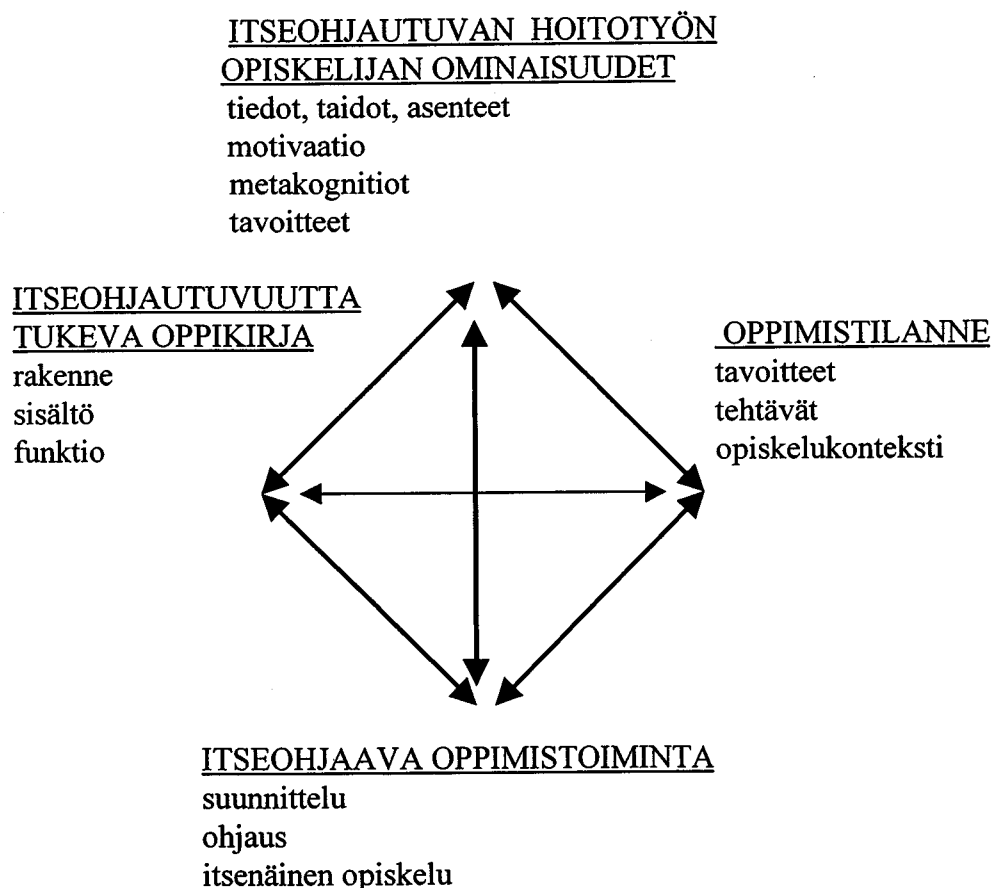 ITSEOHJAUTUVAN HOITOTYÖN
OPISKELIJAN OMINAISUUDET
tiedot, taidot, asenteet
motivaatio
metakognitiot
tavoitteet
ITSEOHJAUTUVUUTTA
TUKEVA OPPIKIRJA
rakenne
sisältö
funktio
OPPIMISTILANNE
tavoitteet
tehtävät
opiskelukonteksti
ITSEOHJAAVA OPPIMISTOIMINTA
suunnittelu
ohjaus
itsenäinen opiskelu